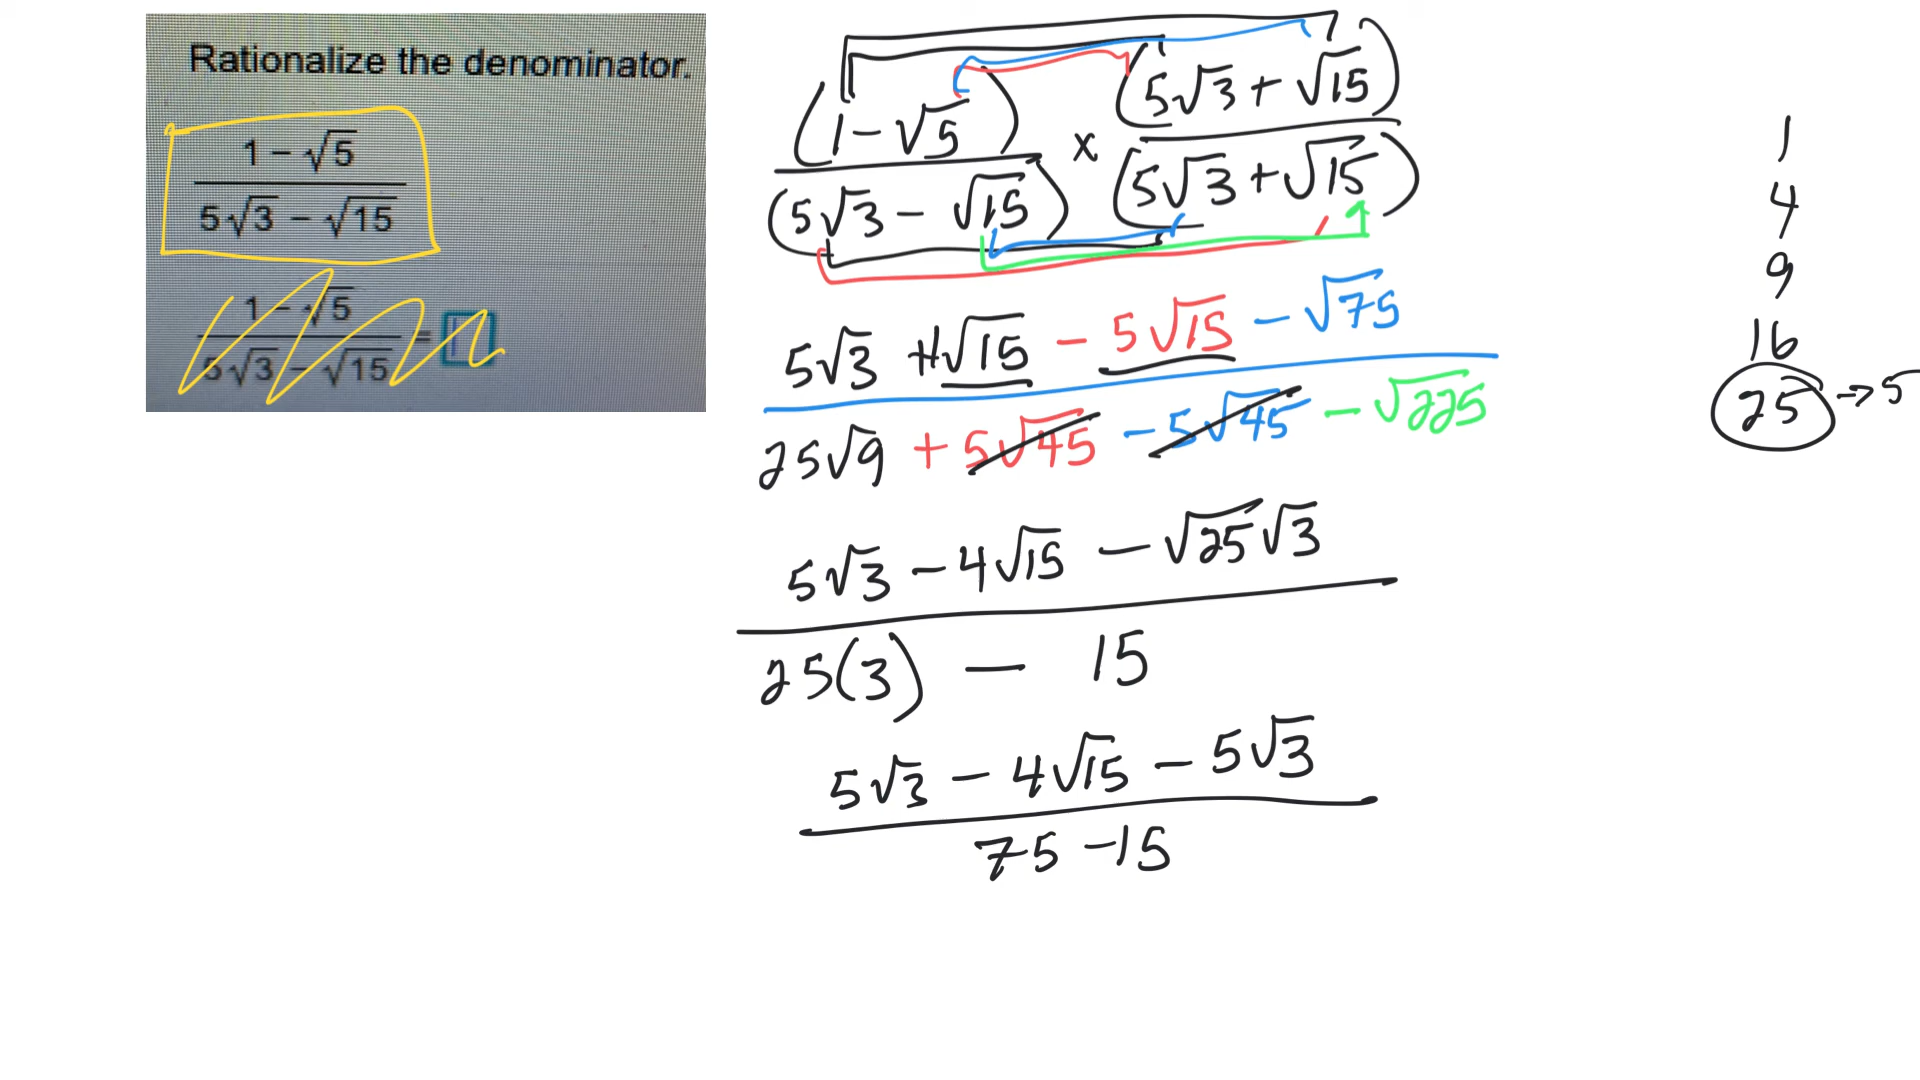 Rationalize the denominator.
1 − √5
5√3 − √15
1 − √5
5√3 − √15
=
(1 − √5)
(5√3 − √15)
×
(5√3 + √15)
(5√3 + √15)
5√3 + 1√15 − 5√15 − √75
25√9 + 5√45 − 5√45 − √225
5√3 − 4√15 − √25 √3
25(3) − 15
5√3 − 4√15 − 5√3
75 − 15
1
4
9
16
25 → 5